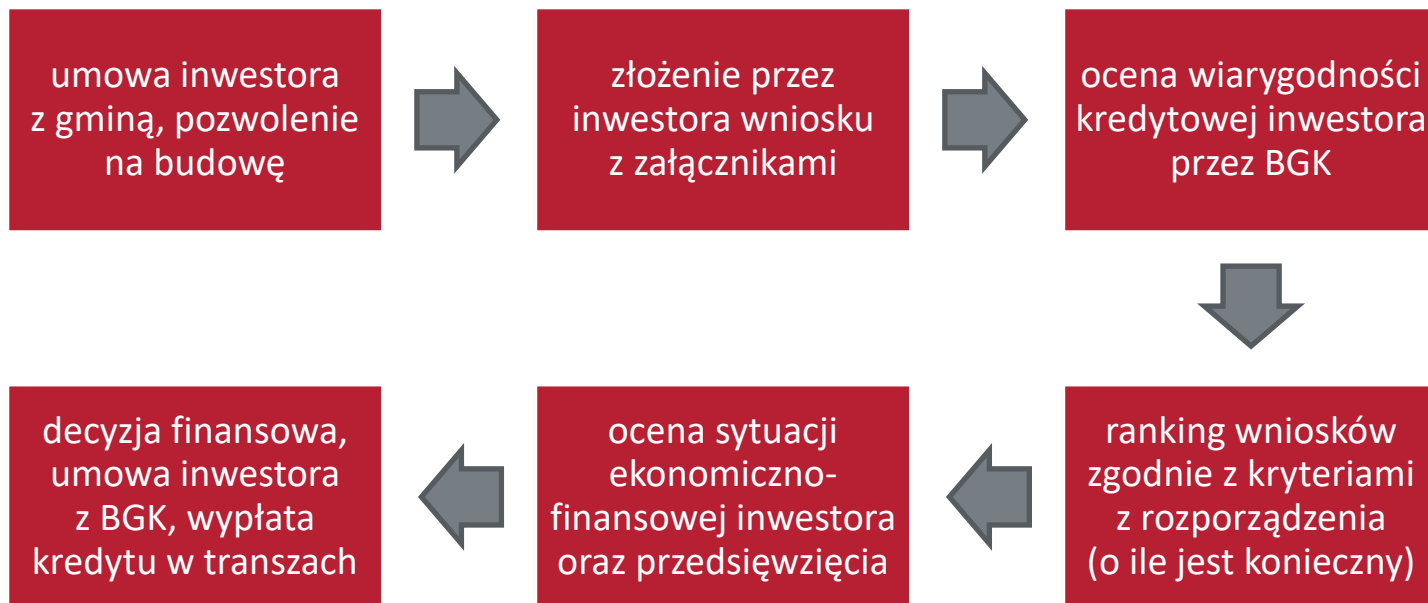 umowa inwestora
z gminą, pozwolenie
na budowę
złożenie przez
inwestora wniosku
z załącznikami
ocena wiarygodności
kredytowej inwestora
przez BGK
ranking wniosków
zgodnie z kryteriami
z rozporządzenia
(o ile jest konieczny)
ocena sytuacji
ekonomiczno-
finansowej inwestora
oraz przedsięwzięcia
decyzja finansowa,
umowa inwestora
z BGK, wypłata
kredytu w transzach